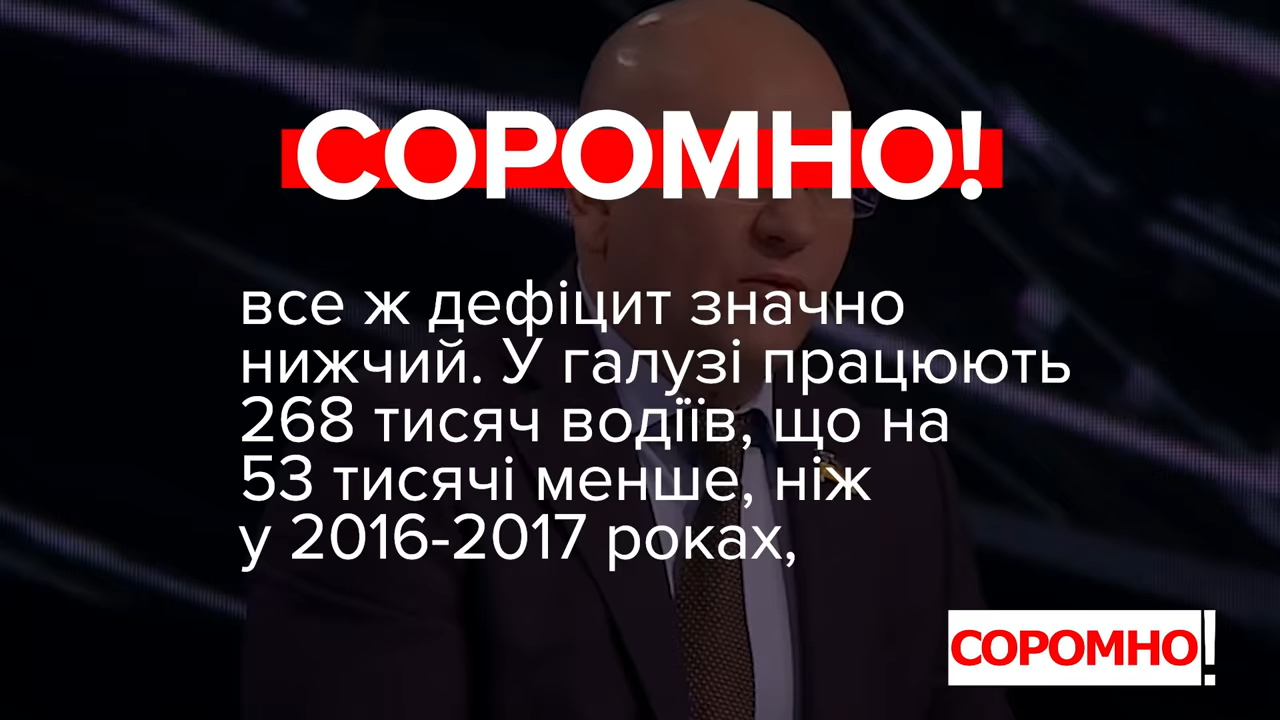 СОРОМНО!
все ж дефіцит значно
нижчий. У галузі працюють
268 тисяч водіїв, що на
53 тисячі менше, ніж
у 2016-2017 роках,
СОРОМНО!